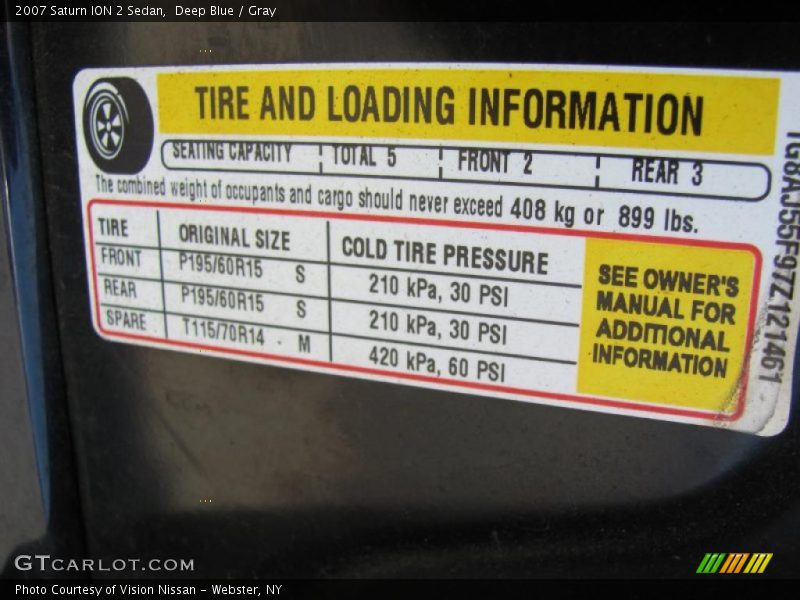 2007 Saturn ION 2 Sedan,  Deep Blue / Gray
TIRE AND LOADING INFORMATION
SEATING CAPACITY TOTAL 5 FRONT 2 REAR 3
The combined weight of occupants and cargo should never exceed 408 kg or 899 lbs.
TIRE ORIGINAL SIZE COLD TIRE PRESSURE
FRONT P195/60R15 S 210 kPa, 30 PSI
REAR P195/60R15 S 210 kPa, 30 PSI
SPARE T115/70R14 - M 420 kPa, 60 PSI
SEE OWNER'S
MANUAL FOR
ADDITIONAL
INFORMATION
1G8AJ55F97Z121461
GTCARLOT.COM
Photo Courtesy of Vision Nissan - Webster, NY